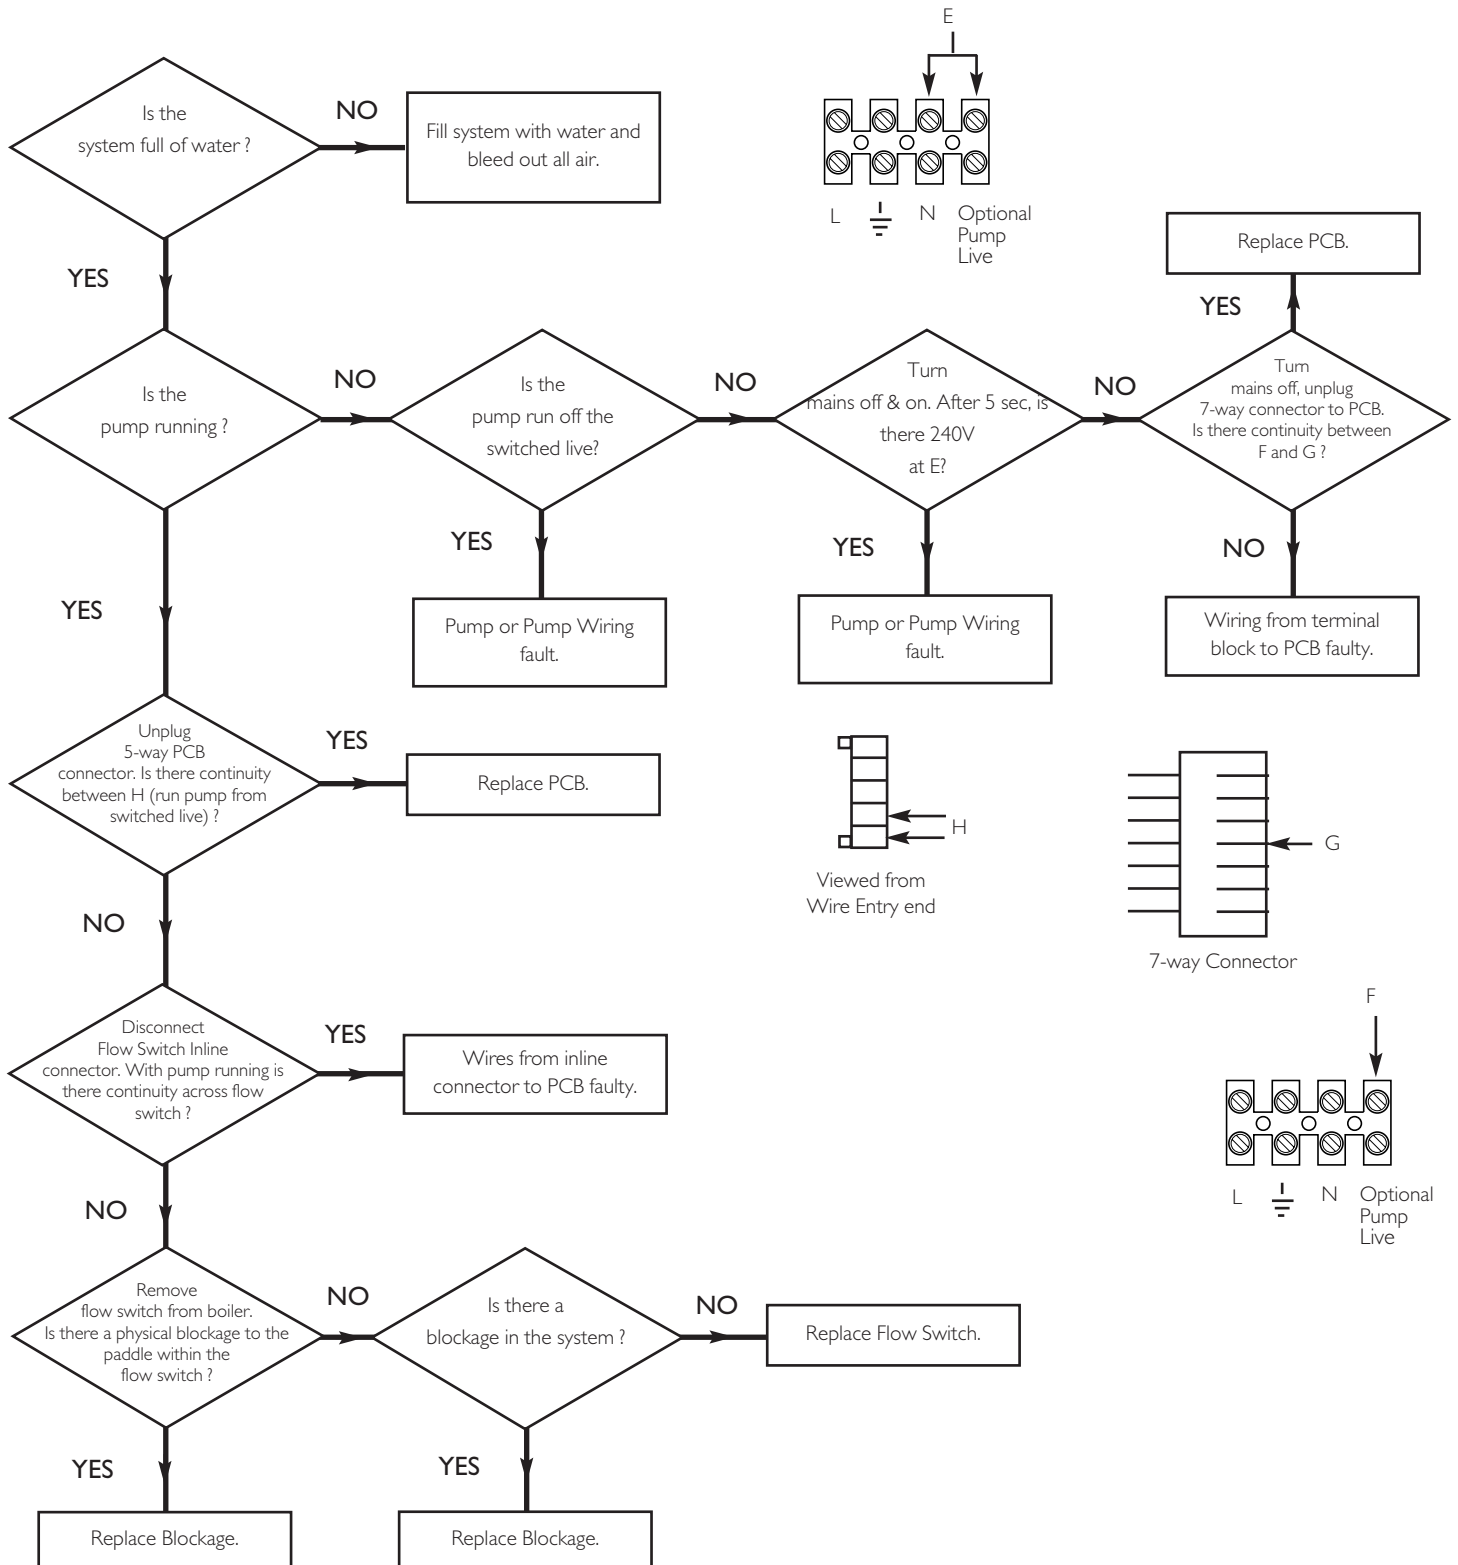 E
Is the
system full of water ?
NO
Fill system with water and
bleed out all air.
L
N
Optional
Pump
Live
YES
Is the
pump running ?
NO
Is the
pump run off the
switched live?
NO
Turn
mains off & on. After 5 sec, is
there 240V
at E?
NO
Turn
mains off, unplug
7-way connector to PCB.
Is there continuity between
F and G ?
YES
Replace PCB.
YES
Pump or Pump Wiring
fault.
YES
Pump or Pump Wiring
fault.
NO
Wiring from terminal
block to PCB faulty.
YES
Unplug
5-way PCB
connector. Is there continuity
between H (run pump from
switched live) ?
YES
Replace PCB.
H
Viewed from
Wire Entry end
G
7-way Connector
NO
Disconnect
Flow Switch Inline
connector. With pump running is
there continuity across flow
switch ?
YES
Wires from inline
connector to PCB faulty.
F
L
N
Optional
Pump
Live
NO
Remove
flow switch from boiler.
Is there a physical blockage to the
paddle within the
flow switch ?
NO
Is there a
blockage in the system ?
NO
Replace Flow Switch.
YES
Replace Blockage.
YES
Replace Blockage.